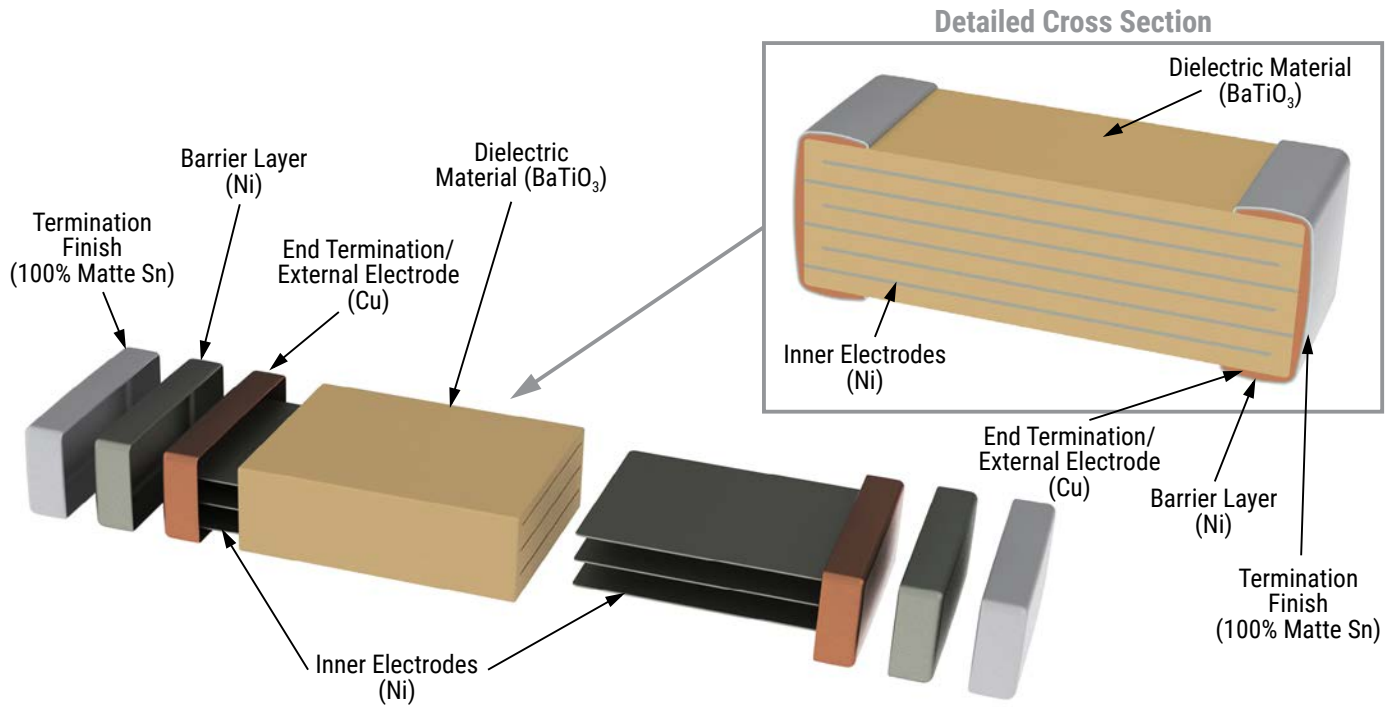 Detailed Cross Section
Dielectric Material
(BaTiO₃)
Inner Electrodes
(Ni)
End Termination/
External Electrode
(Cu)
Barrier Layer
(Ni)
Termination
Finish
(100% Matte Sn)
Termination
Finish
(100% Matte Sn)
Barrier Layer
(Ni)
End Termination/
External Electrode
(Cu)
Dielectric
Material (BaTiO₃)
Inner Electrodes
(Ni)